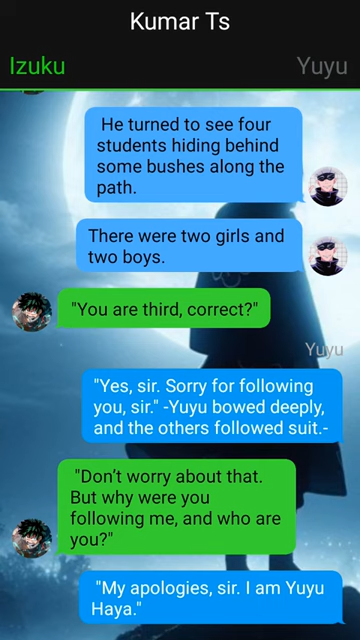 Kumar Ts
Izuku Yuyu
He turned to see four
students hiding behind
some bushes along the
path.
There were two girls and
two boys.
"You are third, correct?"
Yuyu
"Yes, sir. Sorry for following
you, sir." -Yuyu bowed deeply,
and the others followed suit.-
"Don’t worry about that.
But why were you
following me, and who are
you?"
"My apologies, sir. I am Yuyu
Haya."